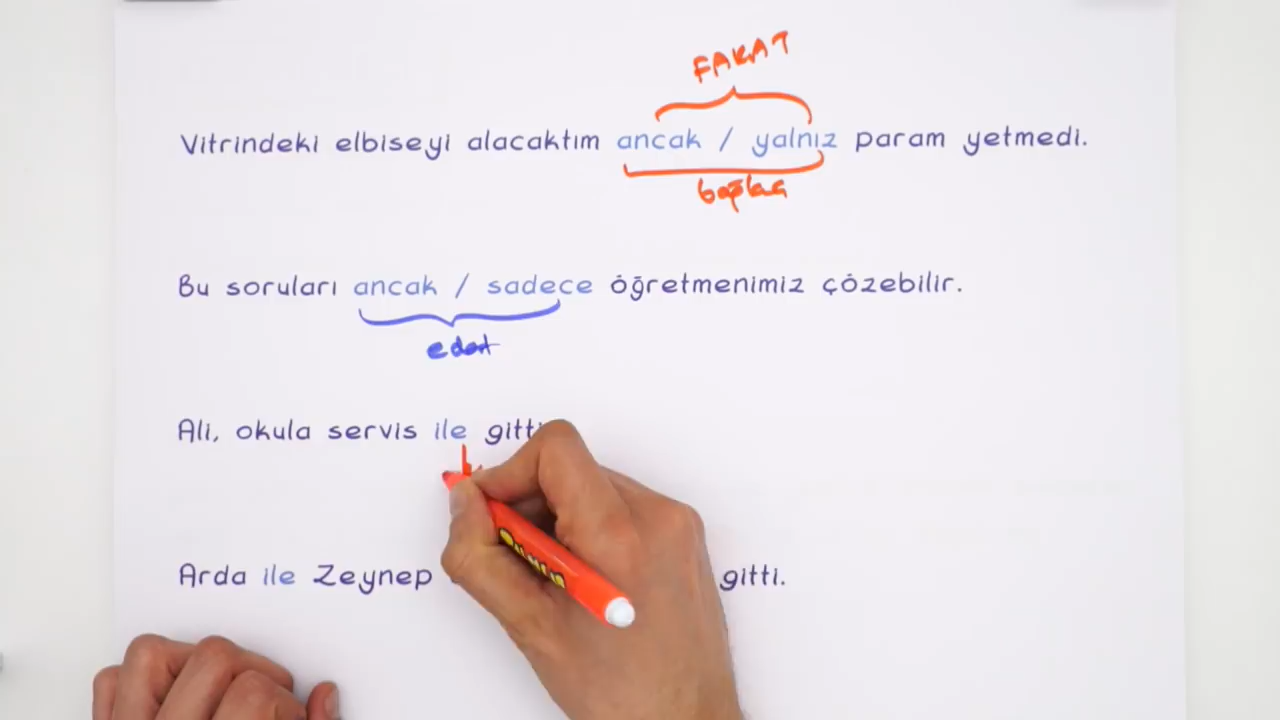 FAKAT
Vitrindeki elbiseyi alacaktım ancak / yalnız param yetmedi.
bağlaç
Bu soruları ancak / sadece öğretmenimiz çözebilir.
edat
Ali, okula servis ile gitti
Arda ile Zeynep gitti.